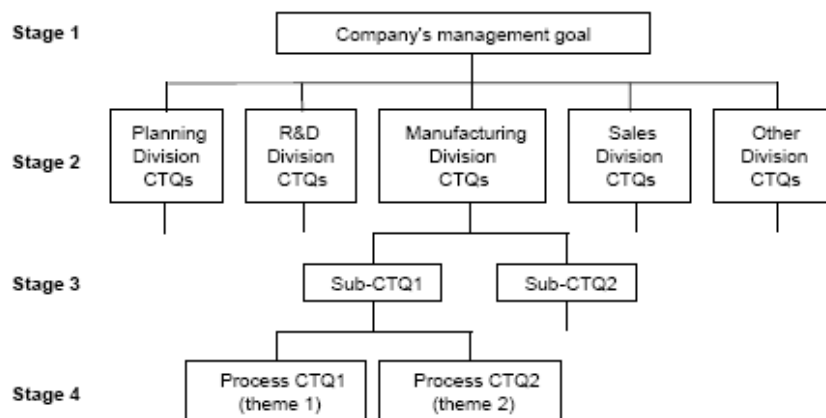 Stage 1
Company's management goal
Stage 2
Planning
Division
CTQs
R&D
Division
CTQs
Manufacturing
Division
CTQs
Sales
Division
CTQs
Other
Division
CTQs
Stage 3
Sub-CTQ1
Sub-CTQ2
Stage 4
Process CTQ1
(theme 1)
Process CTQ2
(theme 2)